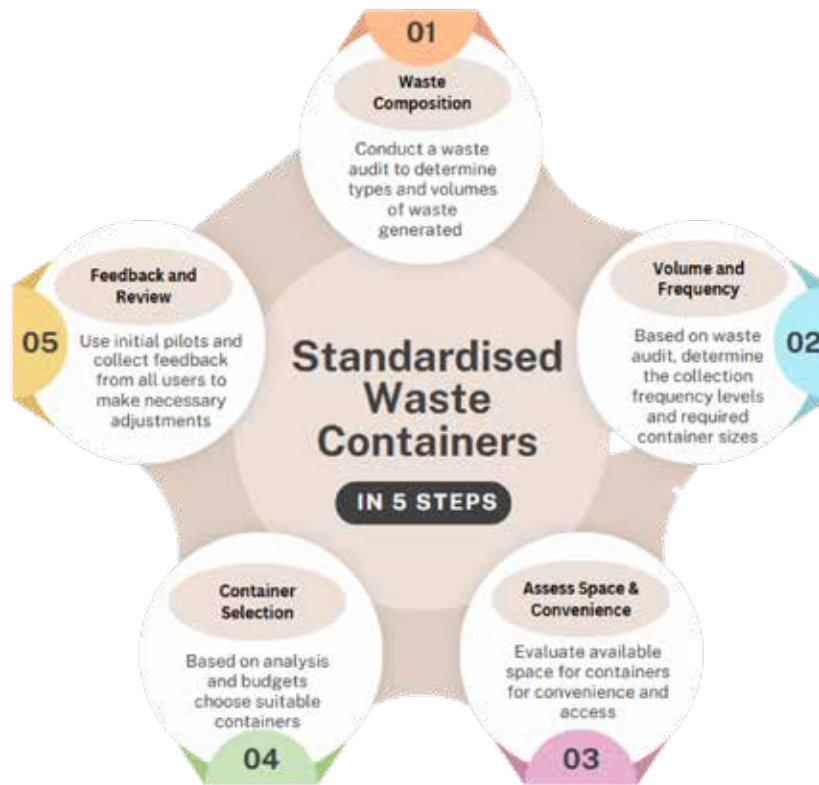 01
Waste
Composition
Conduct a waste
audit to determine
types and volumes
of waste
generated
02
Volume and
Frequency
Based on waste
audit, determine
the collection
frequency levels
and required
container sizes
03
Assess Space &
Convenience
Evaluate available
space for containers
for convenience and
access
04
Container
Selection
Based on analysis
and budgets
choose suitable
containers
05
Feedback and
Review
Use initial pilots and
collect feedback
from all users to
make necessary
adjustments
Standardised
Waste
Containers
IN 5 STEPS